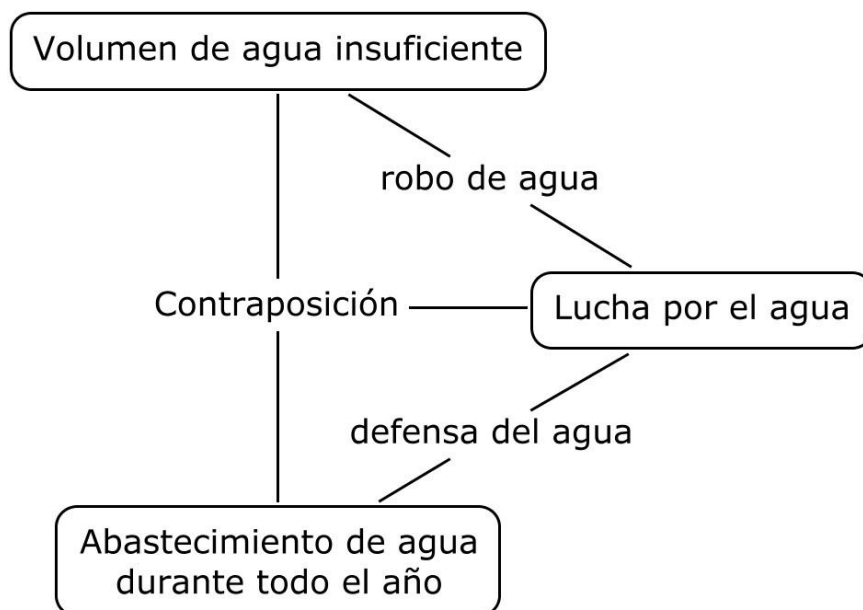 Volumen de agua insuficiente
robo de agua
Contraposición
Lucha por el agua
defensa del agua
Abastecimiento de agua
durante todo el año